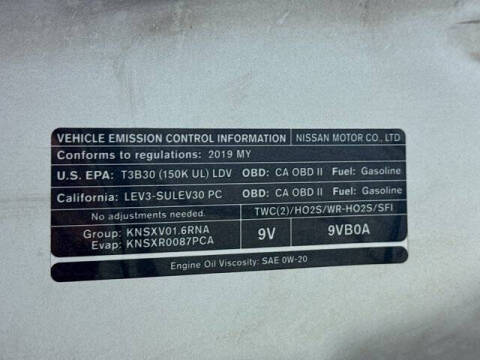 VEHICLE EMISSION CONTROL INFORMATION NISSAN MOTOR CO., LTD
Conforms to regulations: 2019 MY
U.S. EPA: T3B30 (150K UL) LDV OBD: CA OBD II Fuel: Gasoline
California: LEV3-SULEV30 PC OBD: CA OBD II Fuel: Gasoline
No adjustments needed. TWC(2)/HO2S/WR-HO2S/SFI
Group: KNSXV01.6RNA
Evap: KNSXR0087PCA
9V 9VB0A
Engine Oil Viscosity: SAE 0W-20